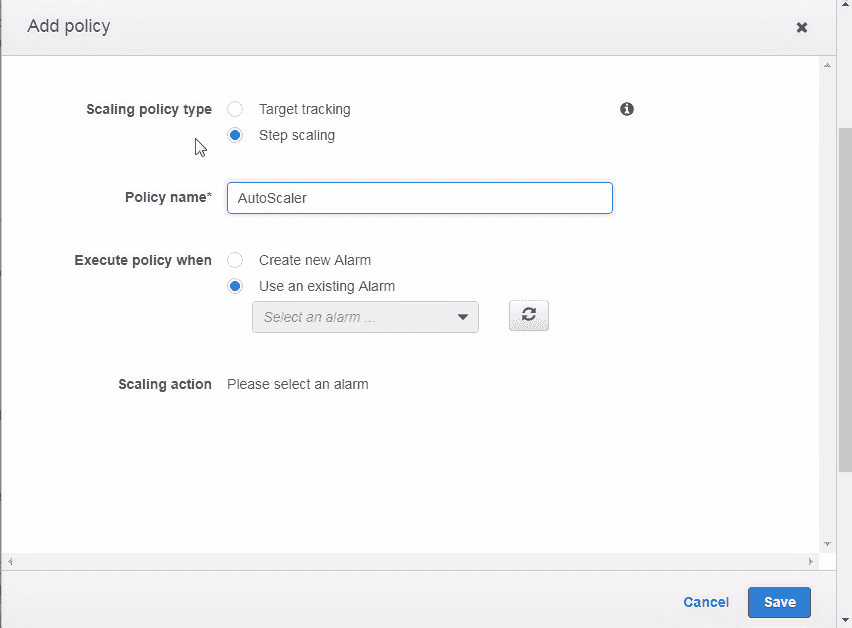 Add policy
Scaling policy type
Target tracking
Step scaling
Policy name*
AutoScaler
Execute policy when
Create new Alarm
Use an existing Alarm
Select an alarm ...
Scaling action
Please select an alarm
Cancel
Save